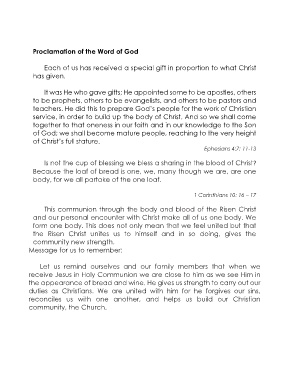 Proclamation of the Word of God
Each of us has received a special gift in proportion to what Christ
has given.
It was He who gave gifts; He appointed some to be apostles, others
to be prophets, others to be evangelists, and others to be pastors and
teachers. He did this to prepare God's people for the work of Christian
service, in order to build up the body of Christ. And so we shall come
together to that oneness in our faith and in our knowledge to the Son
of God; we shall become mature people, reaching to the very height
of Christ's full stature.
Ephesians 4:7; 11-13
Is not the cup of blessing we bless a sharing in the blood of Christ?
Because the loaf of bread is one, we, many though we, are are one
body, for we all partake of the one loaf.
1 Corinthians 10: 16 – 17
This communion through the body and blood of the Risen Christ
and our personal encounter with Christ make all of us one body. We
form one body. This does not only mean that we feel united but that
the Risen Christ unites us to himself and in so doing, gives the
community new strength.
Message for us to remember:
Let us remind ourselves and our family members that when we
receive Jesus in Holy Communion we are close to him as we see Him in
the appearance of bread and wine. He gives us strength to carry out our
duties as Christians. We are united with him for he forgives our sins,
reconciles us with one another, and helps us build our Christian
community, the Church.